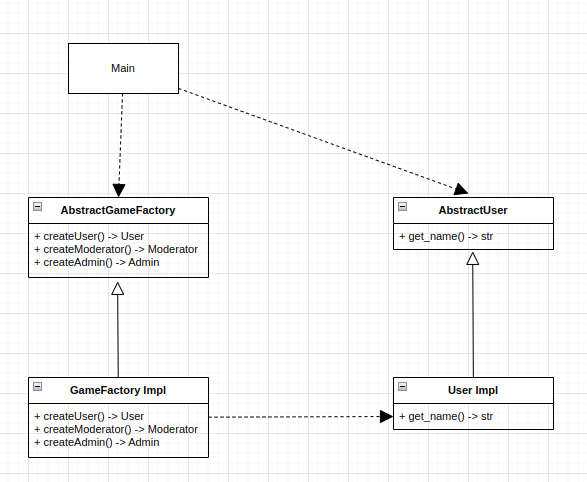 Main
AbstractGameFactory
+ createUser() -> User
+ createModerator() -> Moderator
+ createAdmin() -> Admin
AbstractUser
+ get_name() -> str
GameFactory Impl
+ createUser() -> User
+ createModerator() -> Moderator
+ createAdmin() -> Admin
User Impl
+ get_name() -> str